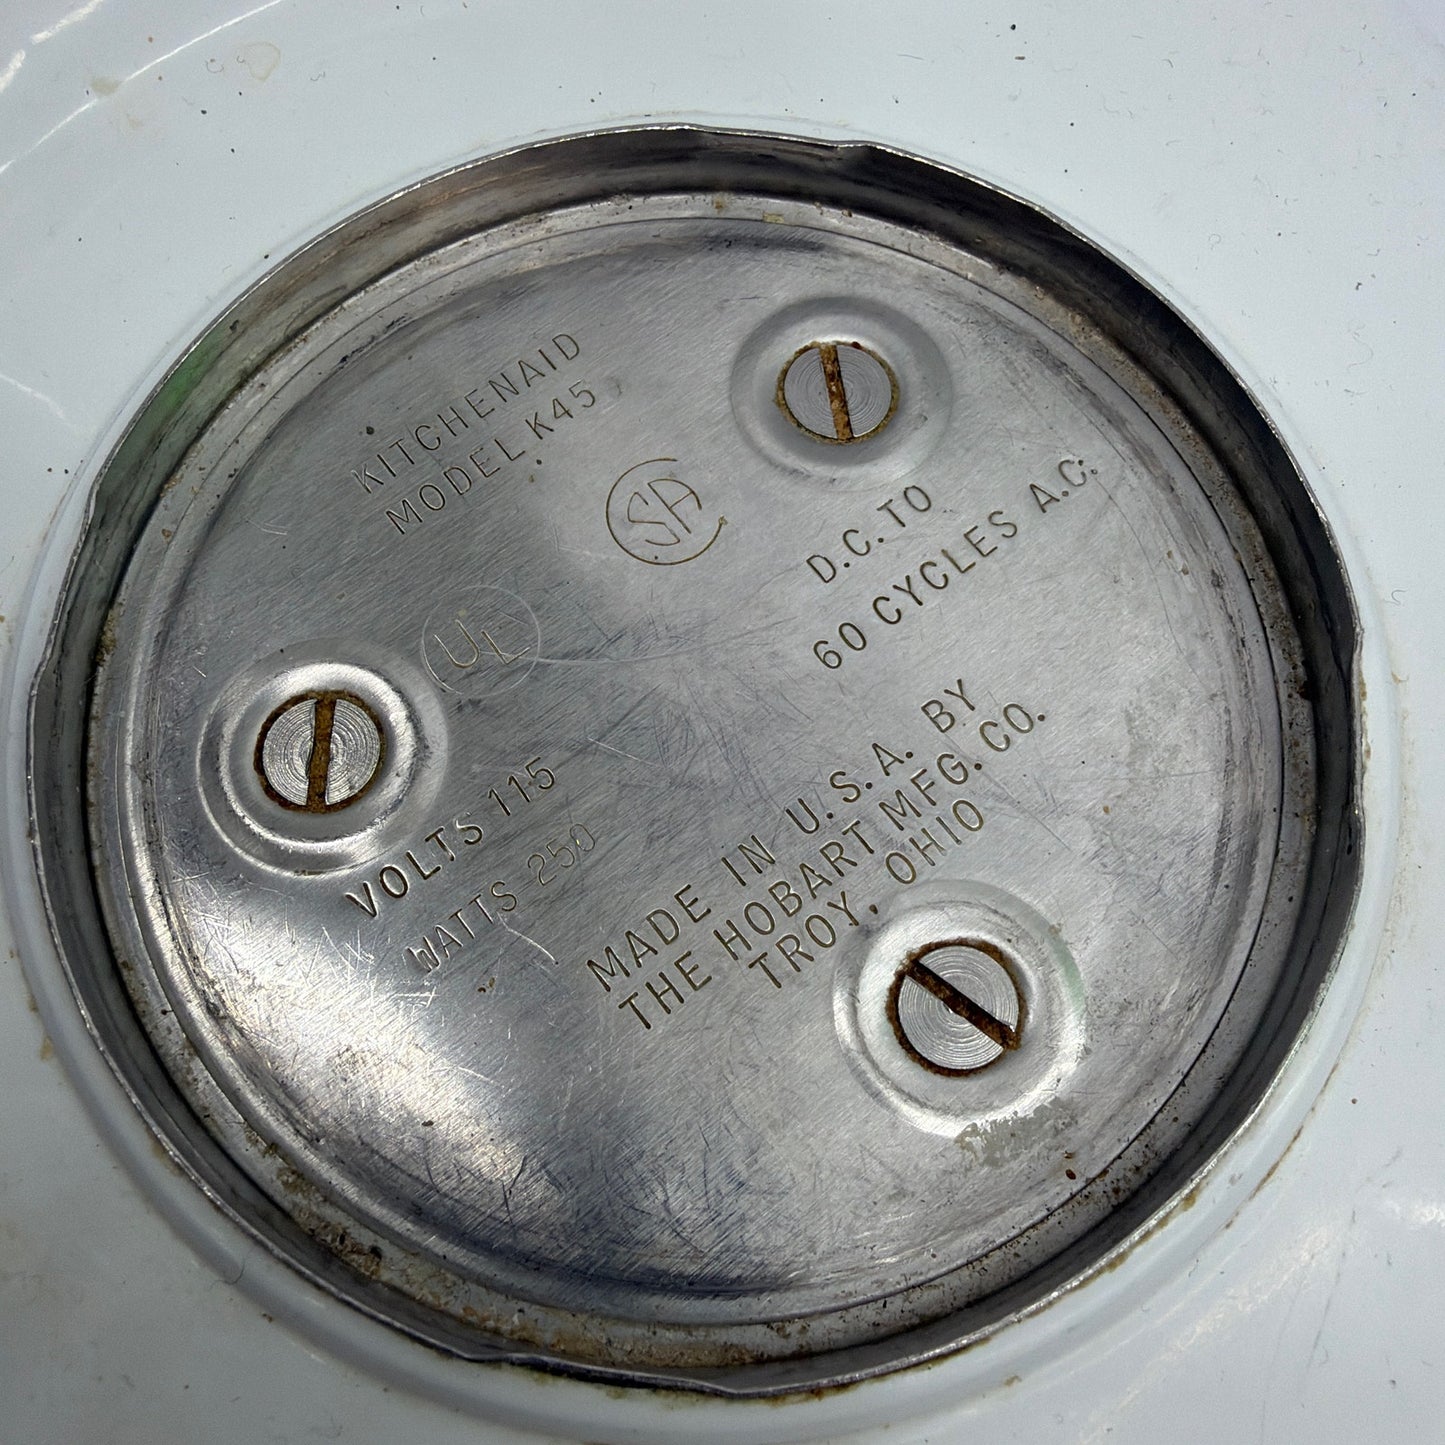 KITCHENAID
MODEL K45
CSA
UL
D.C. TO
60 CYCLES A.C.
VOLTS 115
WATTS 250
MADE IN U.S.A. BY
THE HOBART MFG. CO.
TROY, OHIO